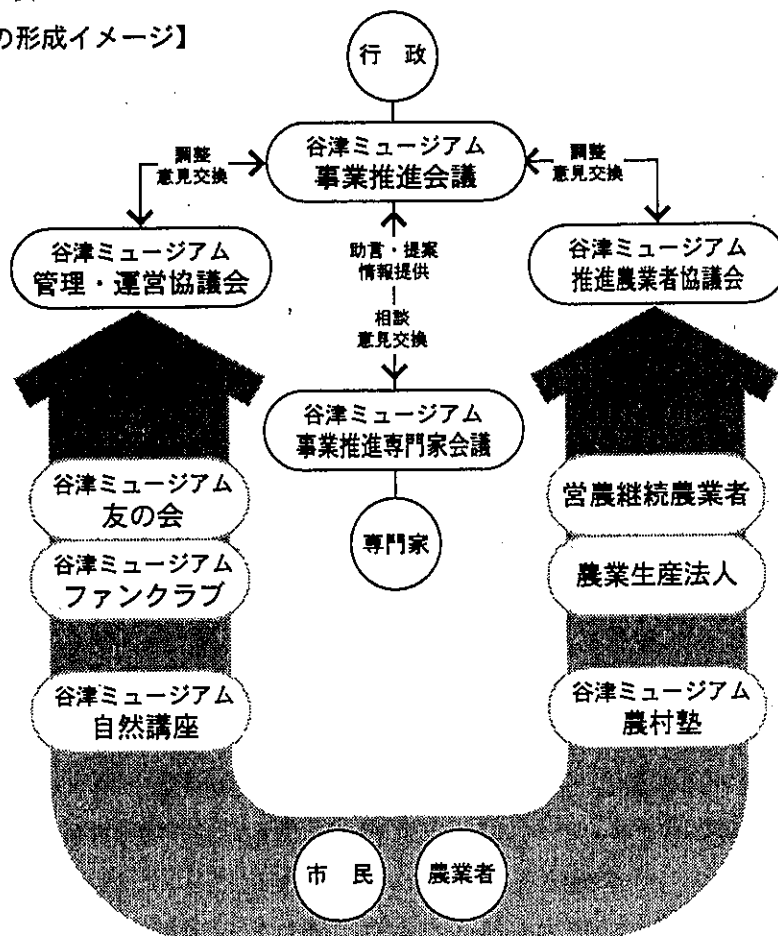 の形成イメージ】
行 政
谷津ミュージアム
事業推進会議
調整
意見交換
調整
意見交換
谷津ミュージアム
管理・運営協議会
助言・提案
情報提供
相談
意見交換
谷津ミュージアム
推進農業者協議会
谷津ミュージアム
事業推進専門家会議
専門家
谷津ミュージアム
友の会
谷津ミュージアム
ファンクラブ
谷津ミュージアム
自然講座
営農継続農業者
農業生産法人
谷津ミュージアム
農村塾
市 民
農業者